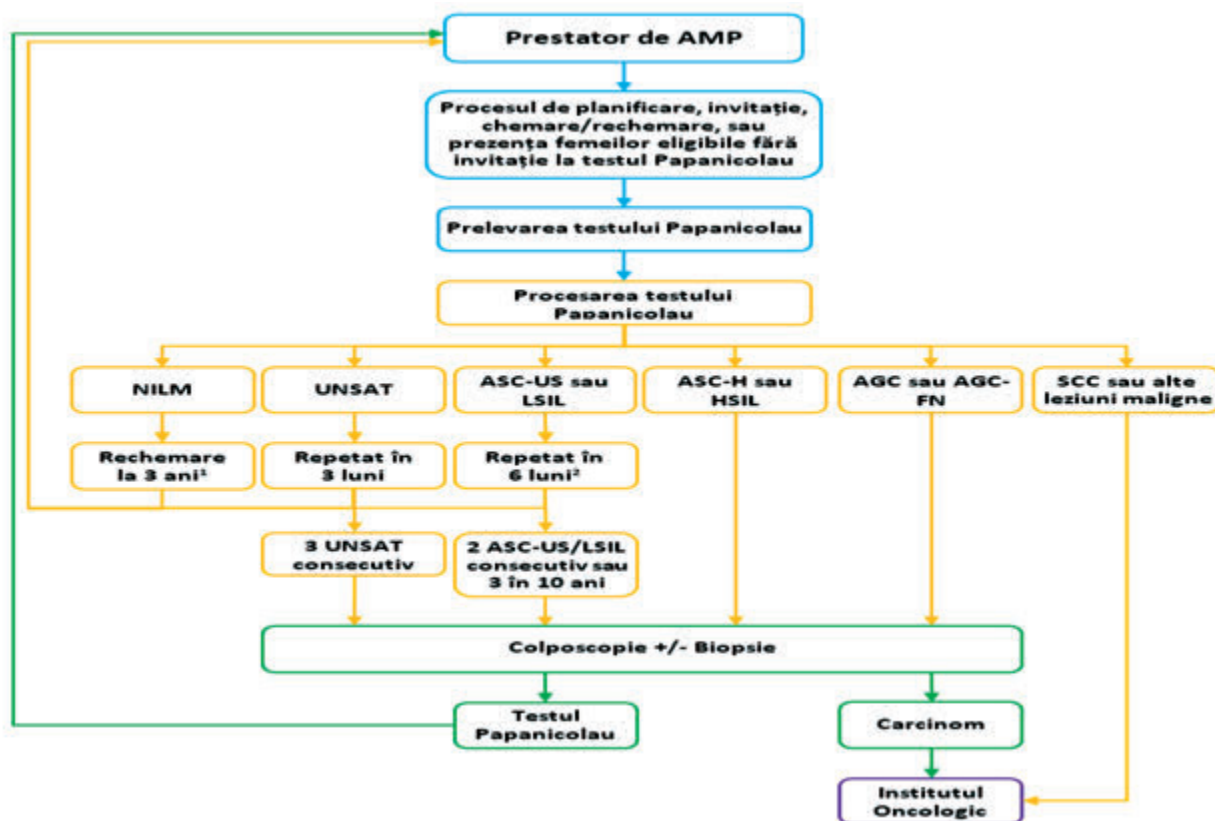 Prestator de AMP
Procesul de planificare, invitație,
chemare/rechemare, sau
prezența femeilor eligibile fără
invitație la testul Papanicolau
Prelevarea testului Papanicolau
Procesarea testului
Papanicolau
NILM
UNSAT
ASC-US sau
LSIL
ASC-H sau
HSIL
AGC sau AGC-
FN
SCC sau alte
leziuni maligne
Rechemare
la 3 ani¹
Repetat în
3 luni
Repetat în
6 luni²
3 UNSAT
consecutiv
2 ASC-US/LSIL
consecutiv sau
3 în 10 ani
Colposcopie +/- Biopsie
Testul
Papanicolau
Carcinom
Institutul
Oncologic